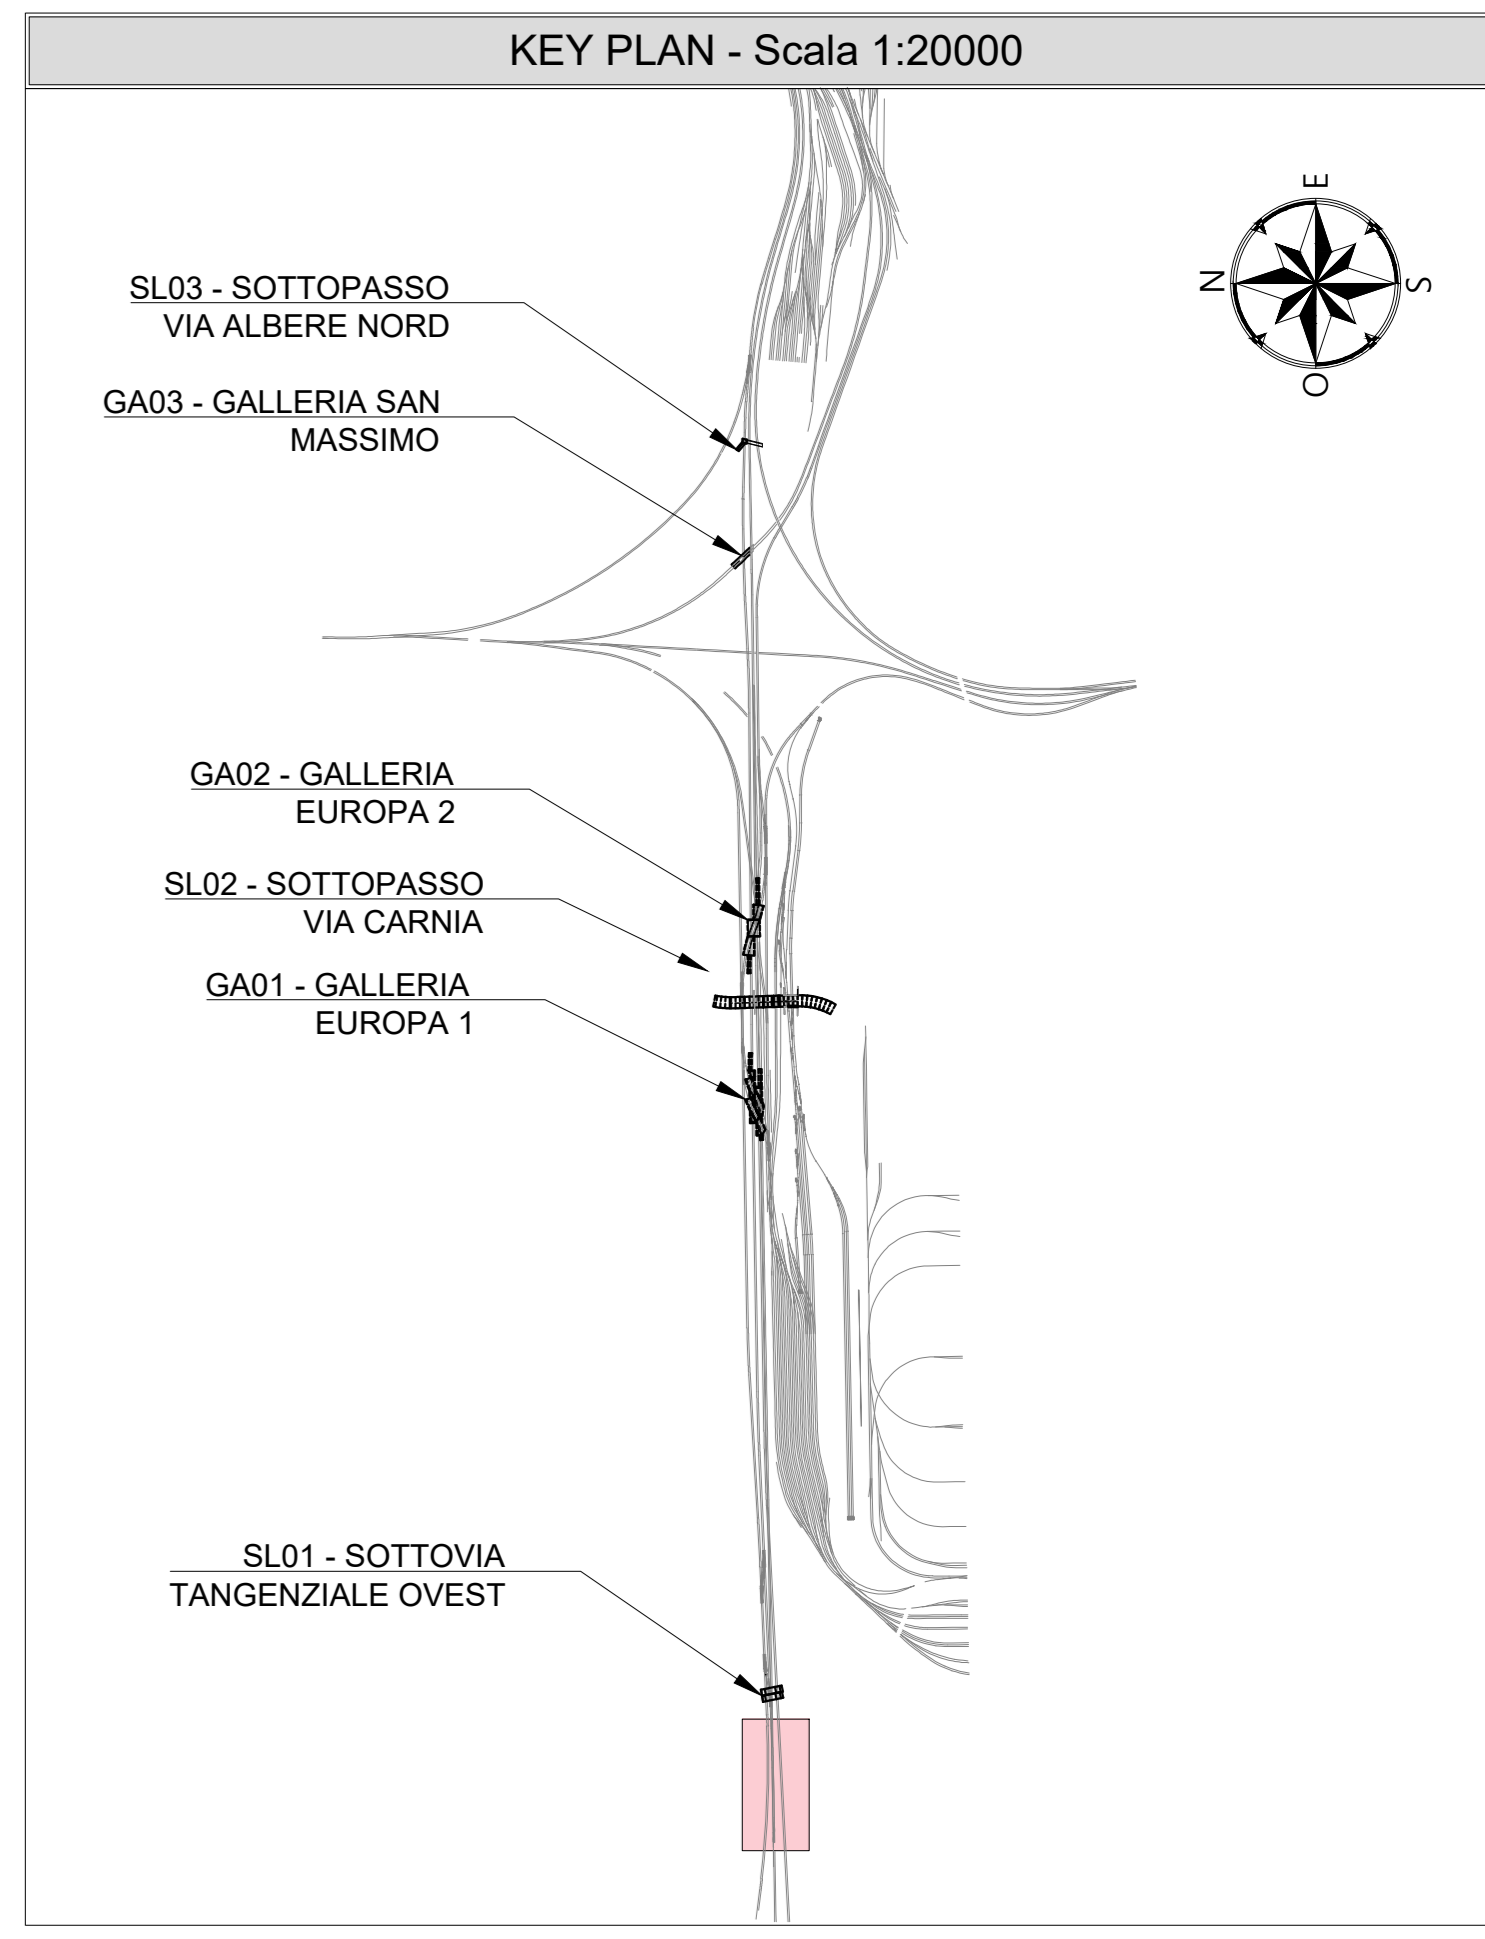 KEY PLAN - Scala 1:20000
E
N
S
O
SL03 - SOTTOPASSO
VIA ALBERE NORD
GA03 - GALLERIA SAN
MASSIMO
GA02 - GALLERIA
EUROPA 2
SL02 - SOTTOPASSO
VIA CARNIA
GA01 - GALLERIA
EUROPA 1
SL01 - SOTTOVIA
TANGENZIALE OVEST